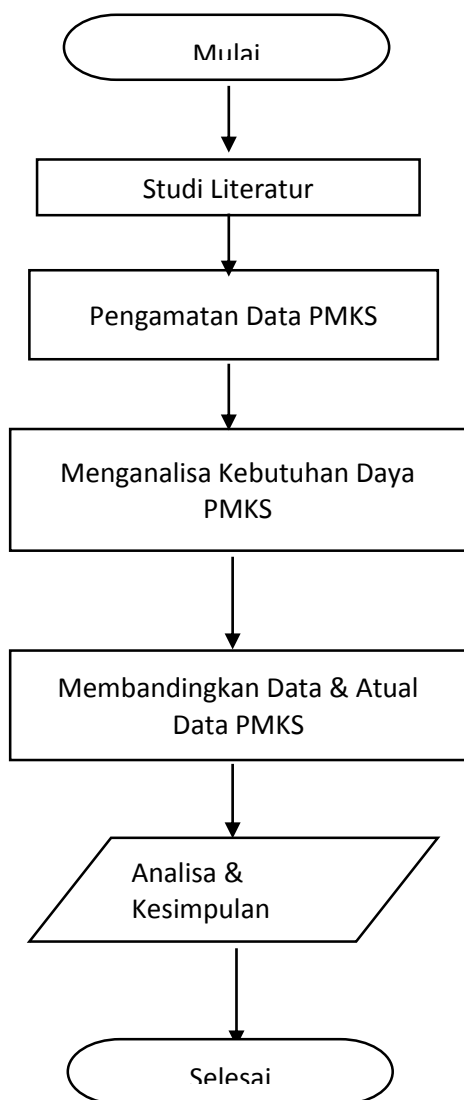 Mulai
Studi Literatur
Pengamatan Data PMKS
Menganalisa Kebutuhan Daya
PMKS
Membandingkan Data & Atual
Data PMKS
Analisa &
Kesimpulan
Selesai